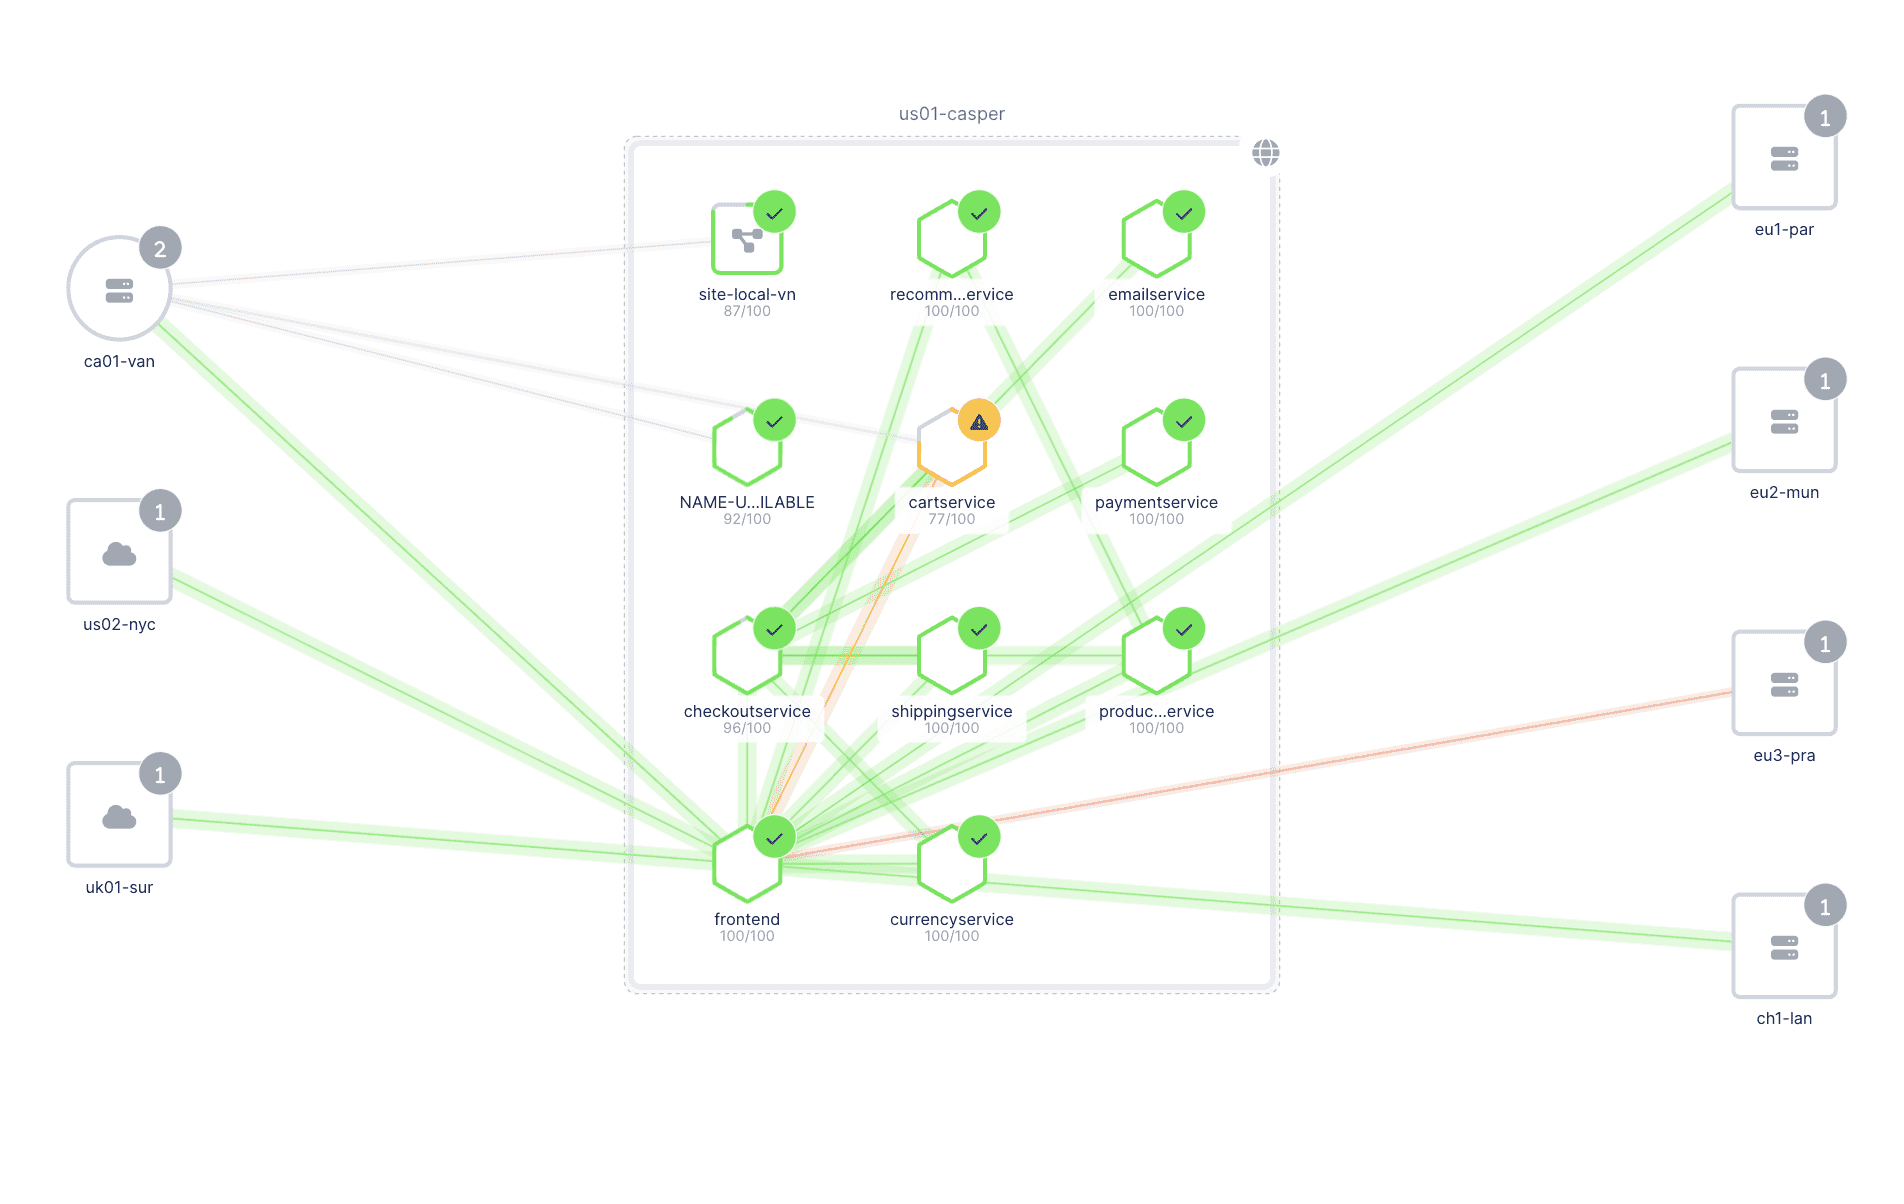 us01-casper
2
ca01-van
1
us02-nyc
1
uk01-sur
site-local-vn
87/100
recomm...ervice
100/100
emailservice
100/100
NAME-U...ILABLE
92/100
cartservice
77/100
paymentservice
100/100
checkoutservice
96/100
shippingservice
100/100
produc...ervice
100/100
frontend
100/100
currencyservice
100/100
1
eu1-par
1
eu2-mun
1
eu3-pra
1
ch1-lan